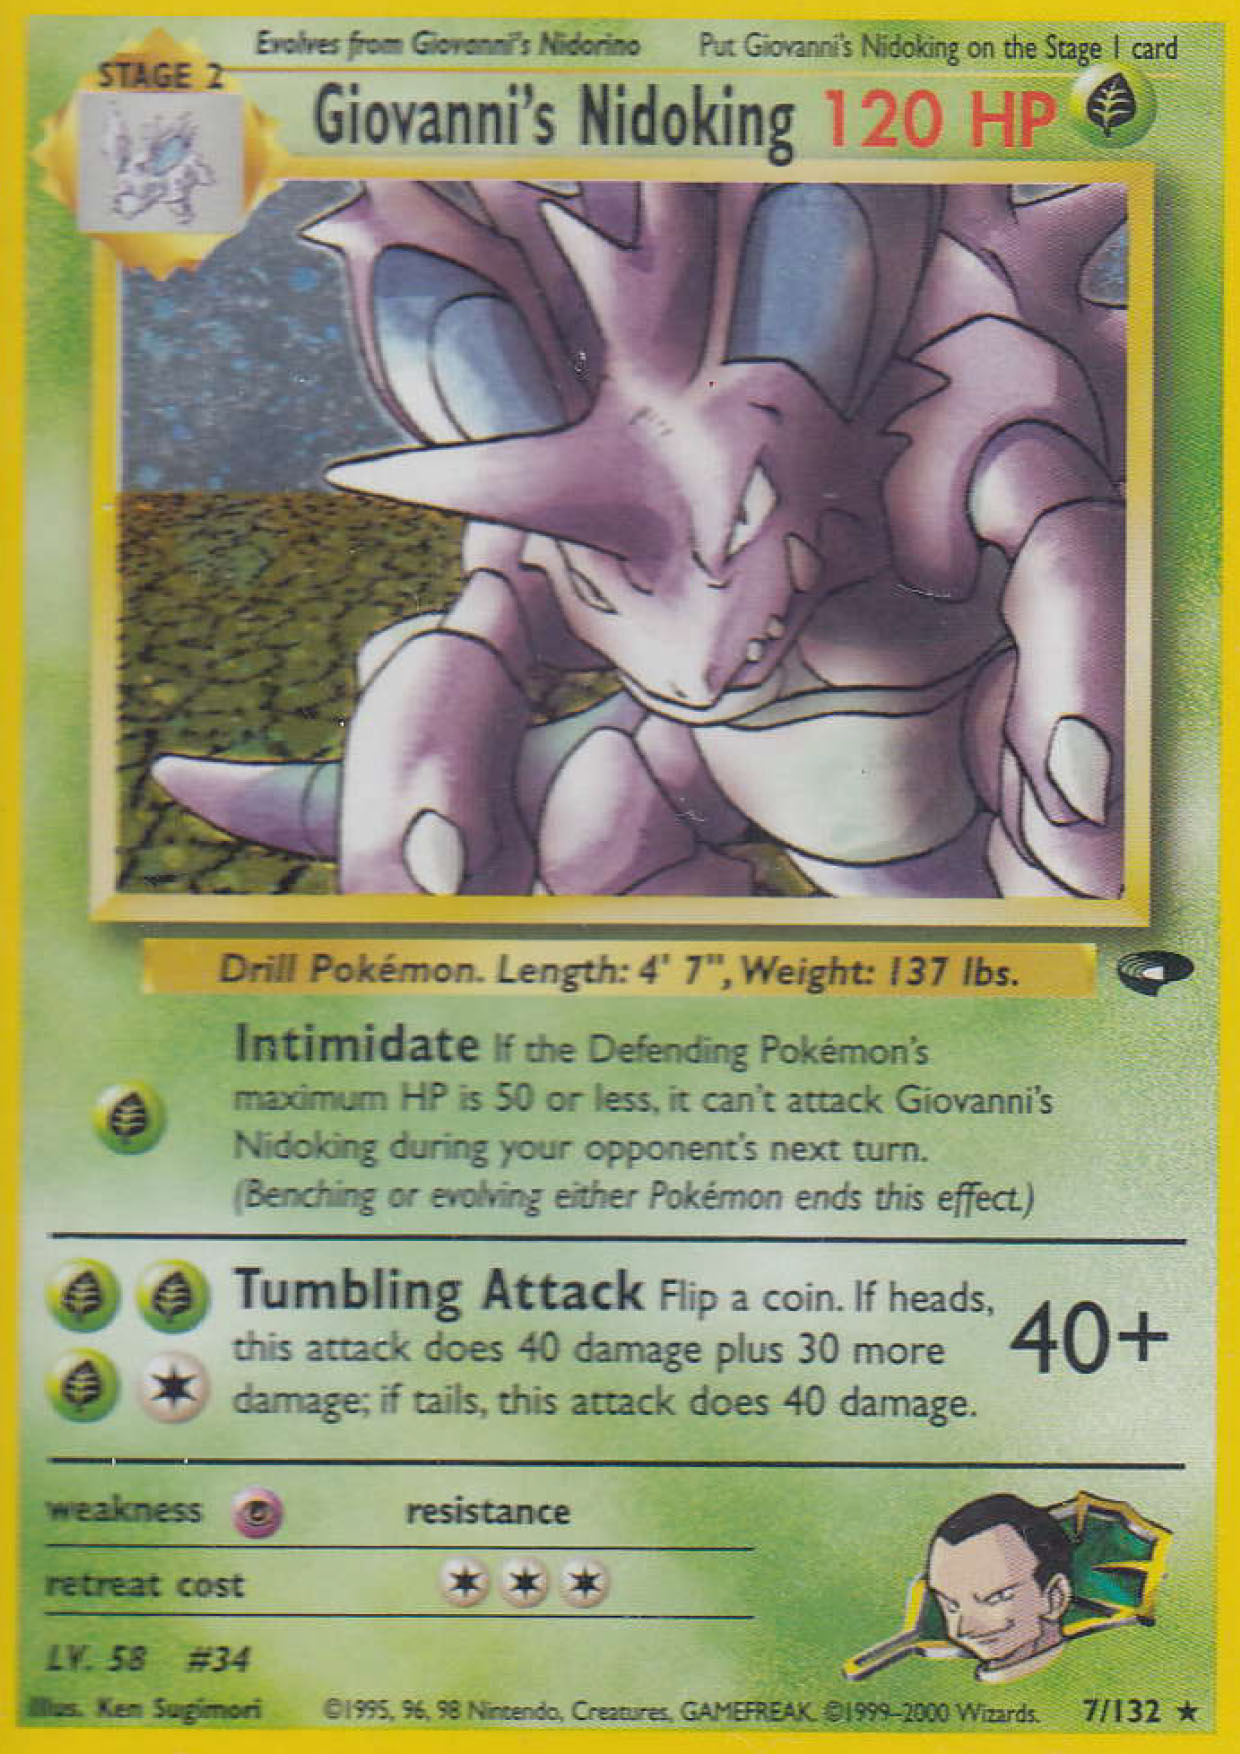 Evolves from Giovanni's Nidorino Put Giovanni's Nidoking on the Stage 1 card
STAGE 2
Giovanni's Nidoking 120 HP
Drill Pokémon. Length: 4' 7", Weight: 137 lbs.
Intimidate If the Defending Pokémon's
maximum HP is 50 or less, it can't attack Giovanni's
Nidoking during your opponent's next turn.
(Benching or evolving either Pokémon ends this effect.)
Tumbling Attack Flip a coin. If heads,
this attack does 40 damage plus 30 more
damage; if tails, this attack does 40 damage.
40+
weakness resistance
retreat cost
LV. 58 #34
Illus. Ken Sugimori ©1995, 96, 98 Nintendo, Creatures, GAMEFREAK. ©1999–2000 Wizards. 7/132 ★